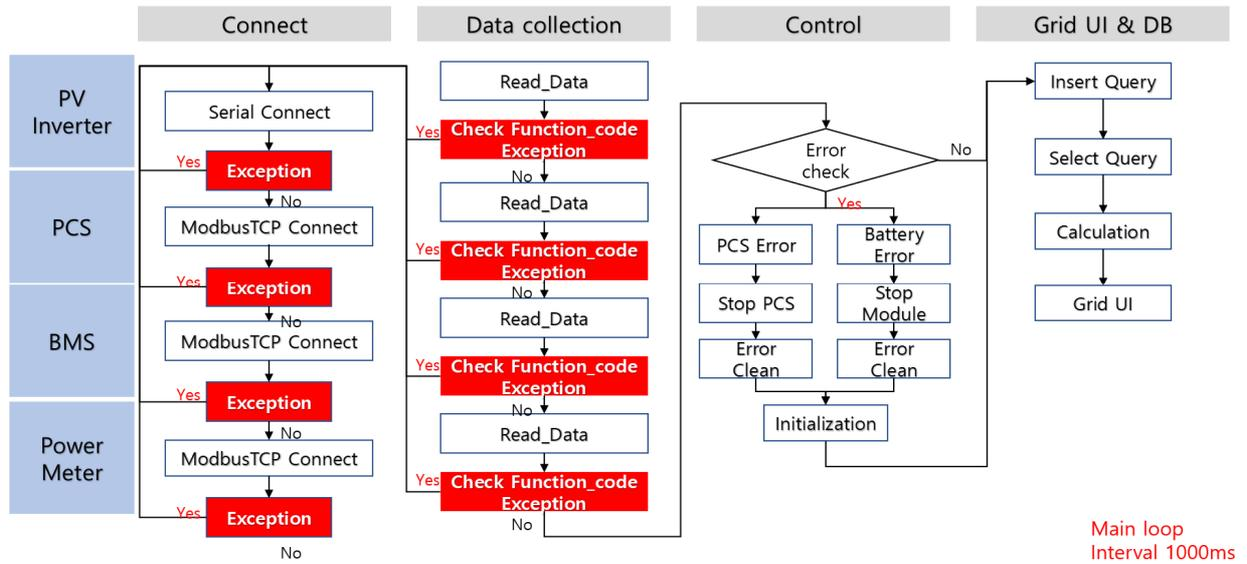 Connect
Data collection
Control
Grid UI & DB
PV
Inverter
PCS
BMS
Power
Meter
Serial Connect
Yes
Exception
No
ModbusTCP Connect
Yes
Exception
No
ModbusTCP Connect
Yes
Exception
No
ModbusTCP Connect
Yes
Exception
No
Read_Data
Yes
Check Function_code
Exception
No
Read_Data
Yes
Check Function_code
Exception
No
Read_Data
Yes
Check Function_code
Exception
No
Read_Data
Yes
Check Function_code
Exception
No
Error
check
No
Yes
PCS Error
Stop PCS
Error
Clean
Battery
Error
Stop
Module
Error
Clean
Initialization
Insert Query
Select Query
Calculation
Grid UI
Main loop
Interval 1000ms